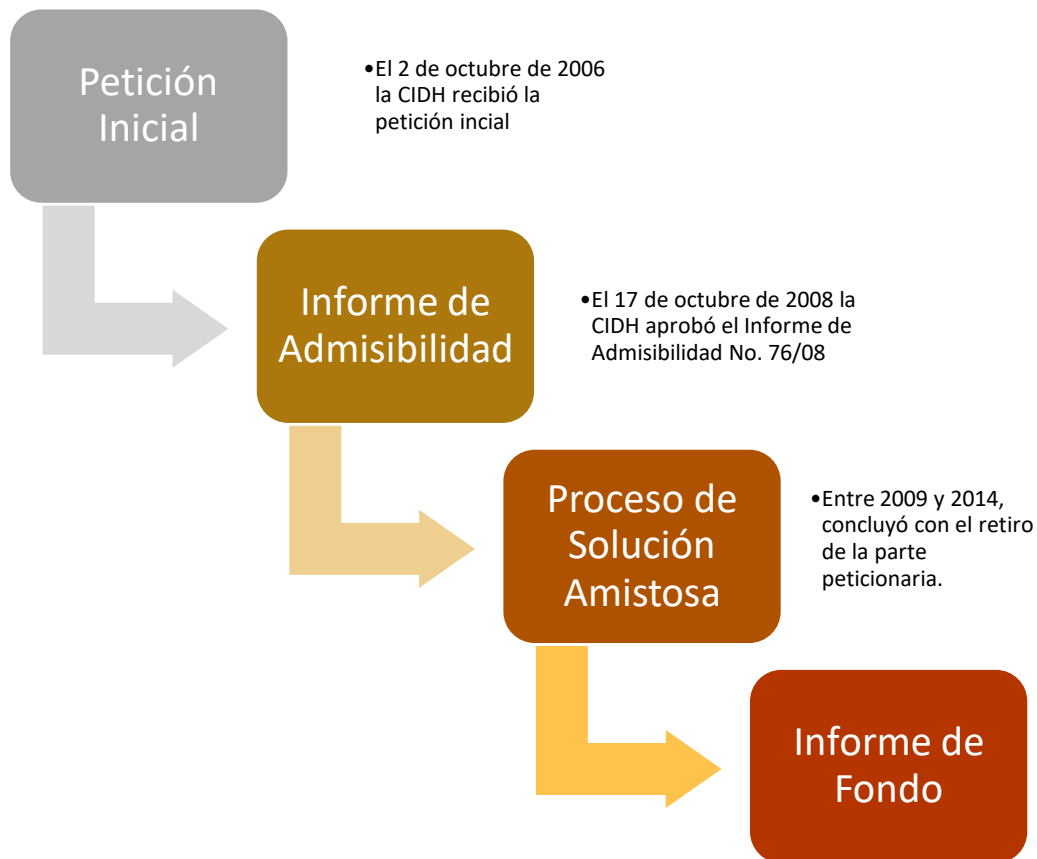 Petición
Inicial
•El 2 de octubre de 2006
la CIDH recibió la
petición incial
Informe de
Admisibilidad
•El 17 de octubre de 2008 la
CIDH aprobó el Informe de
Admisibilidad No. 76/08
Proceso de
Solución
Amistosa
•Entre 2009 y 2014,
concluyó con el retiro
de la parte
peticionaria.
Informe de
Fondo